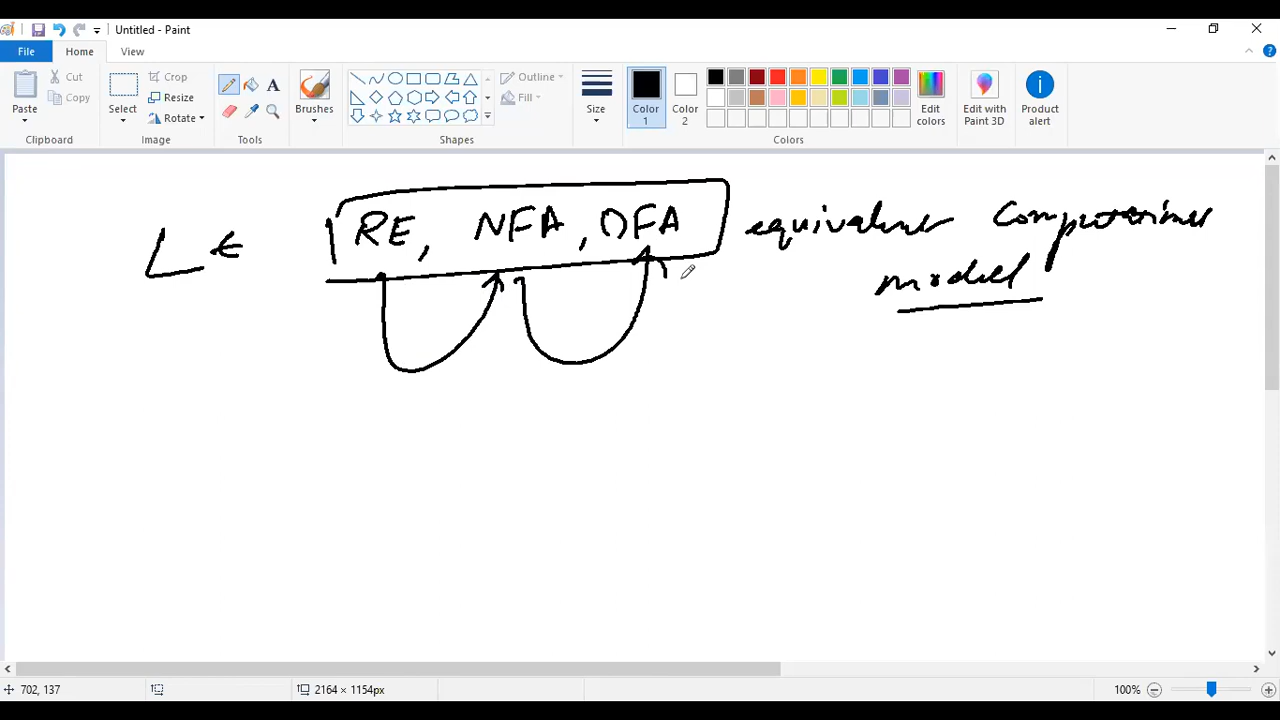 Untitled - Paint
File Home View
Paste
Cut
Copy
Clipboard
Select
Crop
Resize
Rotate
Image
Tools
Brushes
Shapes
Outline
Fill
Size
Color 1
Color 2
Edit colors
Colors
Edit with Paint 3D
Product alert
L ∈ RE, NFA, DFA equivalent
model
702, 137
2164 × 1154px
100%